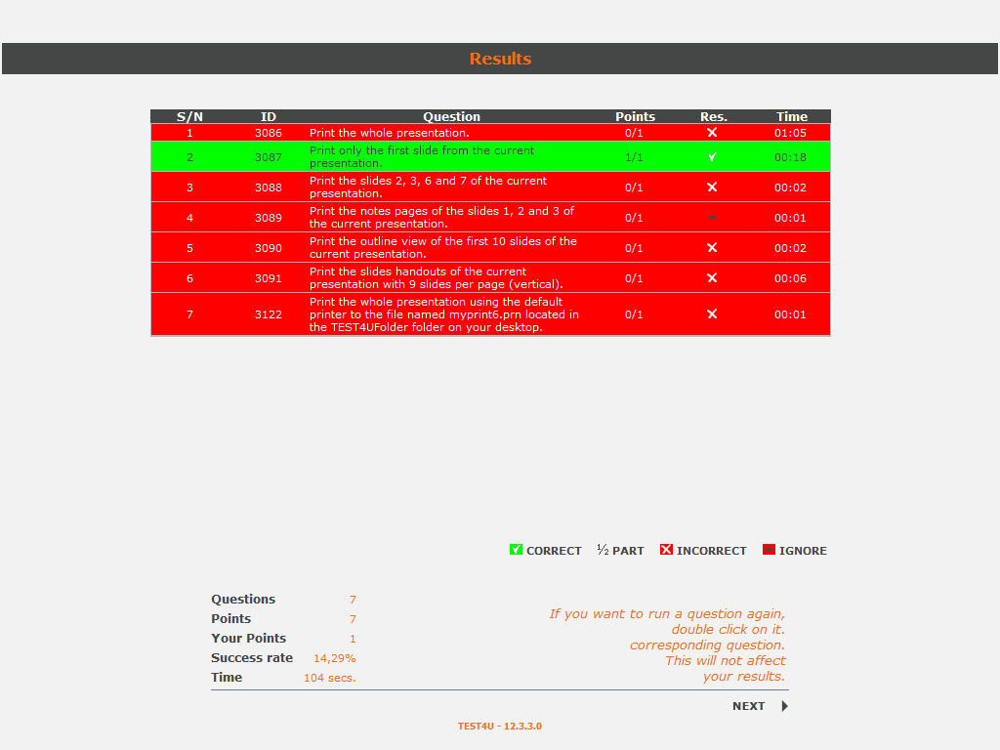 Results
S/N ID Question Points Res. Time
1 3086 Print the whole presentation. 0/1 01:05
2 3087 Print only the first slide from the current presentation. 1/1 00:18
3 3088 Print the slides 2, 3, 6 and 7 of the current presentation. 0/1 00:02
4 3089 Print the notes pages of the slides 1, 2 and 3 of the current presentation. 0/1 00:01
5 3090 Print the outline view of the first 10 slides of the current presentation. 0/1 00:02
6 3091 Print the slides handouts of the current presentation with 9 slides per page (vertical). 0/1 00:06
7 3122 Print the whole presentation using the default printer to the file named myprint6.prn located in the TEST4UFolder folder on your desktop. 0/1 00:01
CORRECT ½ PART INCORRECT IGNORE
Questions 7
Points 7
Your Points 1
Success rate 14,29%
Time 104 secs.
If you want to run a question again,
double click on it.
corresponding question.
This will not affect
your results.
NEXT
TEST4U - 12.3.3.0